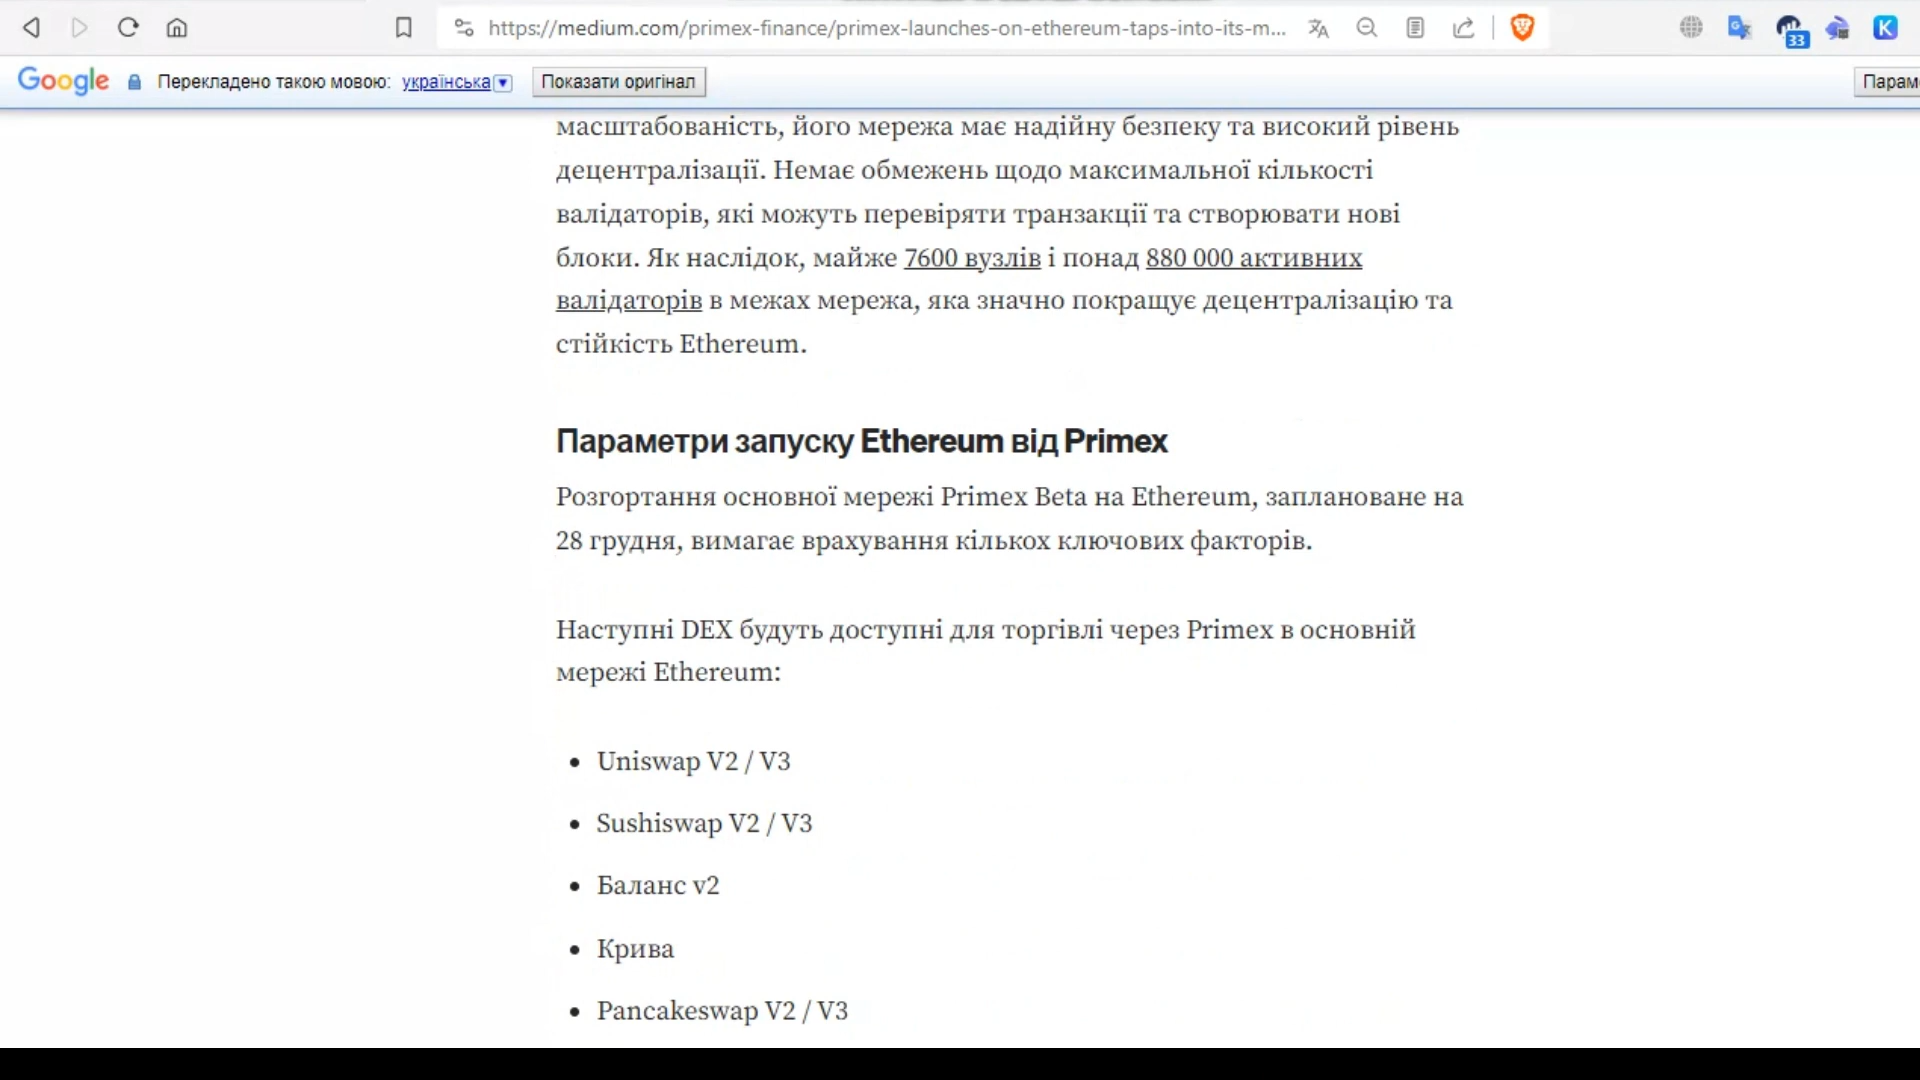 https://medium.com/primex-finance/primex-launches-on-ethereum-taps-into-its-m...
33
K
Google Перекладено такою мовою: українська Показати оригінал Парам
масштабованість, його мережа має надійну безпеку та високий рівень
децентралізації. Немає обмежень щодо максимальної кількості
валідаторів, які можуть перевіряти транзакції та створювати нові
блоки. Як наслідок, майже 7600 вузлів і понад 880 000 активних
валідаторів в межах мережа, яка значно покращує децентралізацію та
стійкість Ethereum.
Параметри запуску Ethereum від Primex
Розгортання основної мережі Primex Beta на Ethereum, заплановане на
28 грудня, вимагає врахування кількох ключових факторів.
Наступні DEX будуть доступні для торгівлі через Primex в основній
мережі Ethereum:
• Uniswap V2 / V3
• Sushiswap V2 / V3
• Баланс v2
• Крива
• Pancakeswap V2 / V3